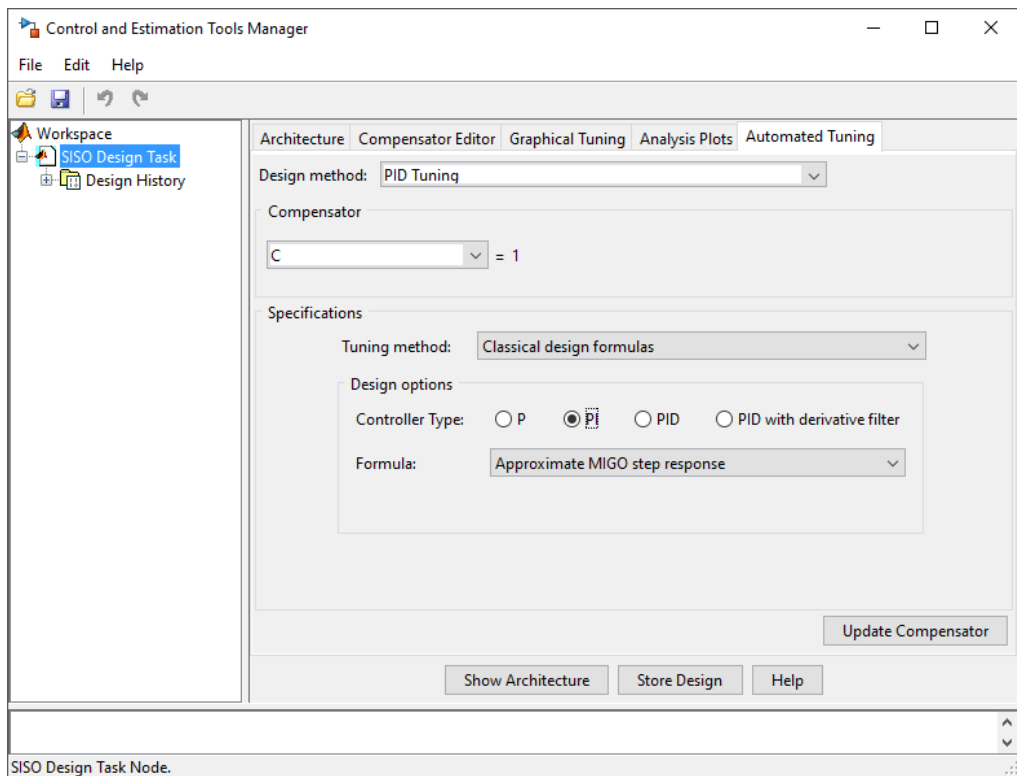 Control and Estimation Tools Manager
File Edit Help
Workspace
SISO Design Task
Design History
Architecture Compensator Editor Graphical Tuning Analysis Plots Automated Tuning
Design method: PID Tuning
Compensator
C = 1
Specifications
Tuning method: Classical design formulas
Design options
Controller Type: P PI PID PID with derivative filter
Formula: Approximate MIGO step response
Update Compensator
Show Architecture Store Design Help
SISO Design Task Node.